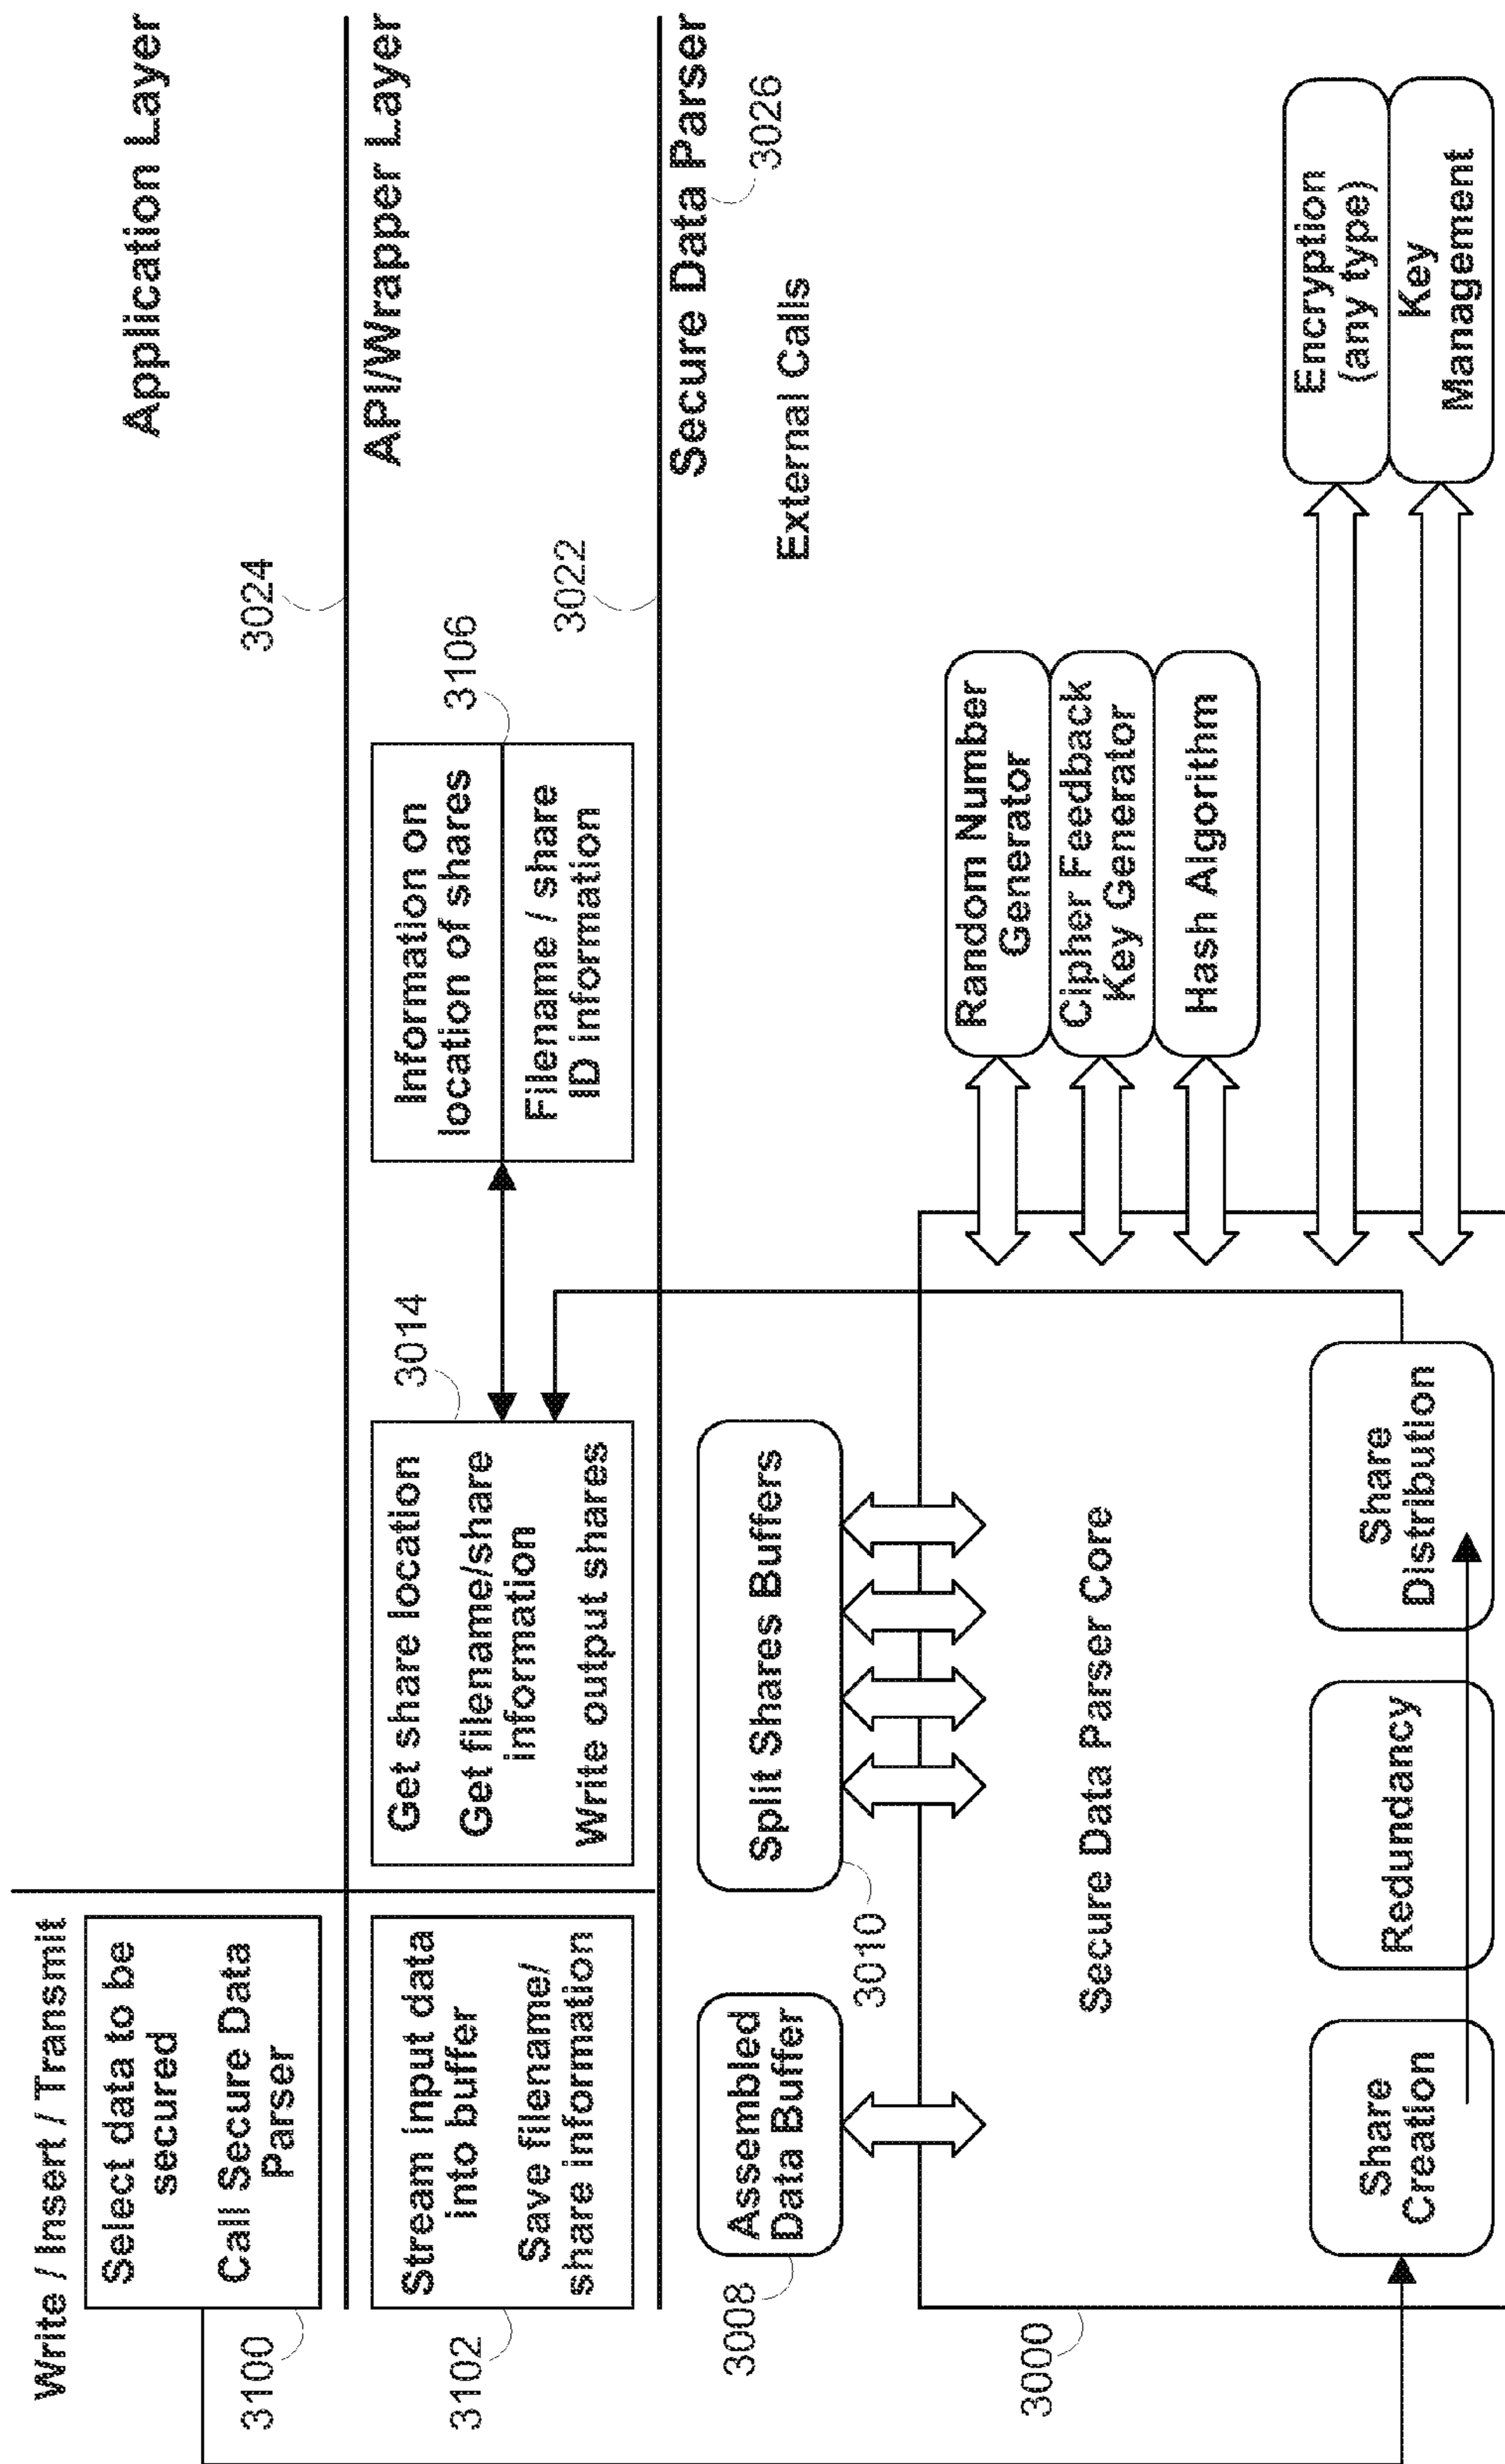 Write / Insert / Transmit
Application Layer
3100
Select data to be
secured
Call Secure Data
Parser
3024
API/Wrapper Layer
3102
Stream input data
into buffer
Save filename/
share information
3014
Get share location
Get filename/share
information
Write output shares
3106
Information on
location of shares
Filename / share
ID information
3022
Secure Data Parser
3026
External Calls
3008
Assembled
Data Buffer
3010
Split Shares Buffers
3000
Secure Data Parser Core
Random Number
Generator
Cipher Feedback
Key Generator
Hash Algorithm
Share
Creation
Redundancy
Share
Distribution
Encryption
(any type)
Key
Management